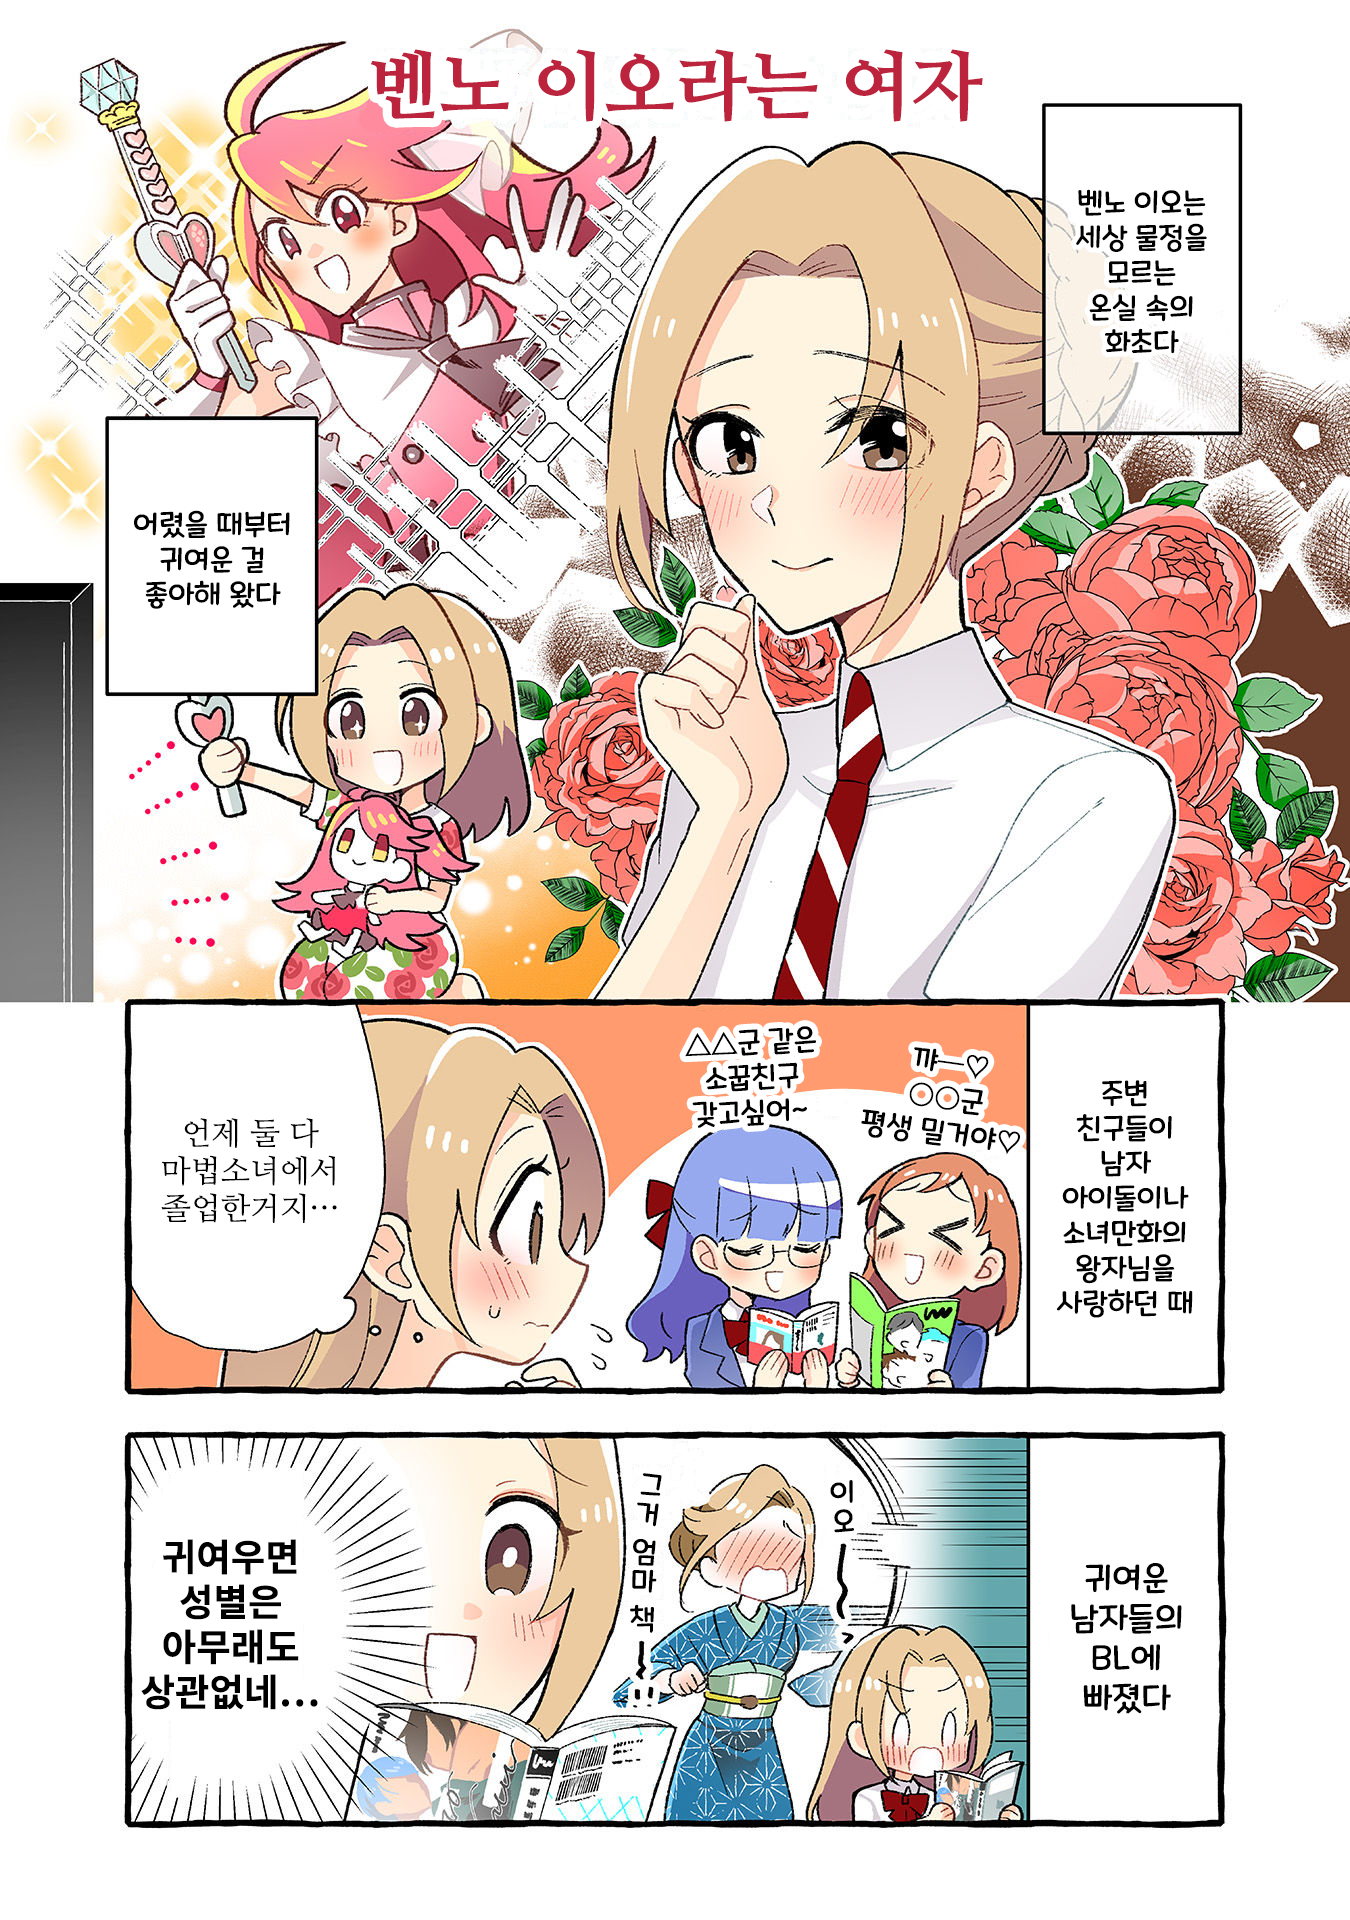 벤노 이오라는 여자
벤노 이오는
세상 물정을
모르는
온실 속의
화초다
어렸을 때부터
귀여운 걸
좋아해 왔다
주변
친구들이
남자
아이돌이나
소녀만화의
왕자님을
사랑하던 때
꺄—♡
○○군
평생 밀거야♡
△△군 같은
소꿉친구
갖고싶어~
언제 둘 다
마법소녀에서
졸업한거지…
귀여운
남자들의
BL에
빠졌다
이오~~
그거 엄마 책~~!!
귀여우면
성별은
아무래도
상관없네...